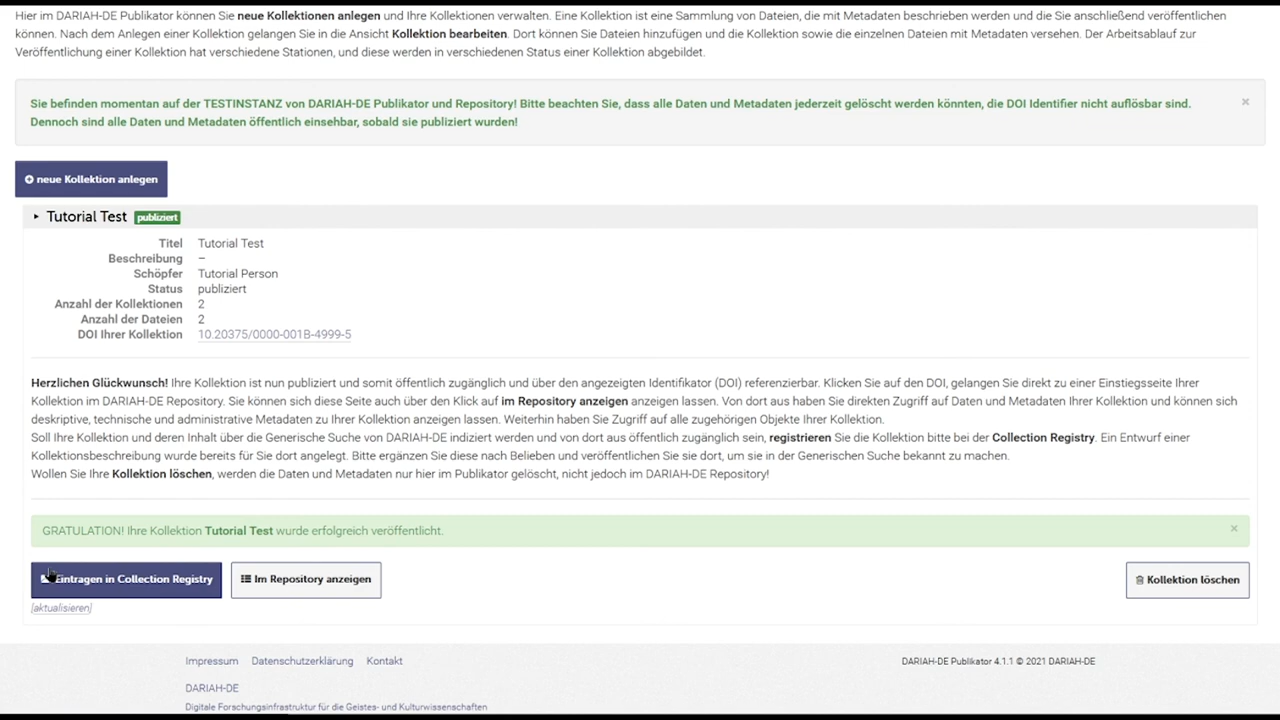 Hier im DARIAH-DE Publikator können Sie neue Kollektionen anlegen und Ihre Kollektionen verwalten. Eine Kollektion ist eine Sammlung von Dateien, die mit Metadaten beschrieben werden und die Sie anschließend veröffentlichen
können. Nach dem Anlegen einer Kollektion gelangen Sie in die Ansicht Kollektion bearbeiten. Dort können Sie Dateien hinzufügen und die Kollektion sowie die einzelnen Dateien mit Metadaten versehen. Der Arbeitsablauf zur
Veröffentlichung einer Kollektion hat verschiedene Stationen, und diese werden in verschiedenen Status einer Kollektion abgebildet.
Sie befinden momentan auf der TESTINSTANZ von DARIAH-DE Publikator und Repository! Bitte beachten Sie, dass alle Daten und Metadaten jederzeit gelöscht werden könnten, die DOI Identifier nicht auflösbar sind.
Dennoch sind alle Daten und Metadaten öffentlich einsehbar, sobald sie publiziert wurden!
neue Kollektion anlegen
Tutorial Test publiziert
Titel Tutorial Test
Beschreibung –
Schöpfer Tutorial Person
Status publiziert
Anzahl der Kollektionen 2
Anzahl der Dateien 2
DOI Ihrer Kollektion 10.20375/0000-001B-4999-5
Herzlichen Glückwunsch! Ihre Kollektion ist nun publiziert und somit öffentlich zugänglich und über den angezeigten Identifikator (DOI) referenzierbar. Klicken Sie auf den DOI, gelangen Sie direkt zu einer Einstiegsseite Ihrer
Kollektion im DARIAH-DE Repository. Sie können sich diese Seite auch über den Klick auf im Repository anzeigen anzeigen lassen. Von dort aus haben Sie direkten Zugriff auf Daten und Metadaten Ihrer Kollektion und können sich
deskriptive, technische und administrative Metadaten zu Ihrer Kollektion anzeigen lassen. Weiterhin haben Sie Zugriff auf alle zugehörigen Objekte Ihrer Kollektion.
Soll Ihre Kollektion und deren Inhalt über die Generische Suche von DARIAH-DE indiziert werden und von dort aus öffentlich zugänglich sein, registrieren Sie die Kollektion bitte bei der Collection Registry. Ein Entwurf einer
Kollektionsbeschreibung wurde bereits für Sie dort angelegt. Bitte ergänzen Sie diese nach Belieben und veröffentlichen Sie sie dort, um sie in der Generischen Suche bekannt zu machen.
Wollen Sie Ihre Kollektion löschen, werden die Daten und Metadaten nur hier im Publikator gelöscht, nicht jedoch im DARIAH-DE Repository!
GRATULATION! Ihre Kollektion Tutorial Test wurde erfolgreich veröffentlicht.
Eintragen in Collection Registry Im Repository anzeigen Kollektion löschen
[aktualisieren]
Impressum Datenschutzerklärung Kontakt DARIAH-DE Publikator 4.1.1 © 2021 DARIAH-DE
DARIAH-DE
Digitale Forschungsinfrastruktur für die Geistes- und Kulturwissenschaften